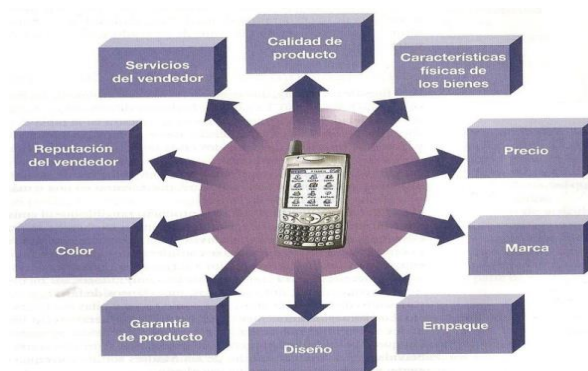 Calidad de
producto
Características
físicas de
los bienes
Precio
Marca
Empaque
Diseño
Garantía
de producto
Color
Reputación
del vendedor
Servicios
del vendedor